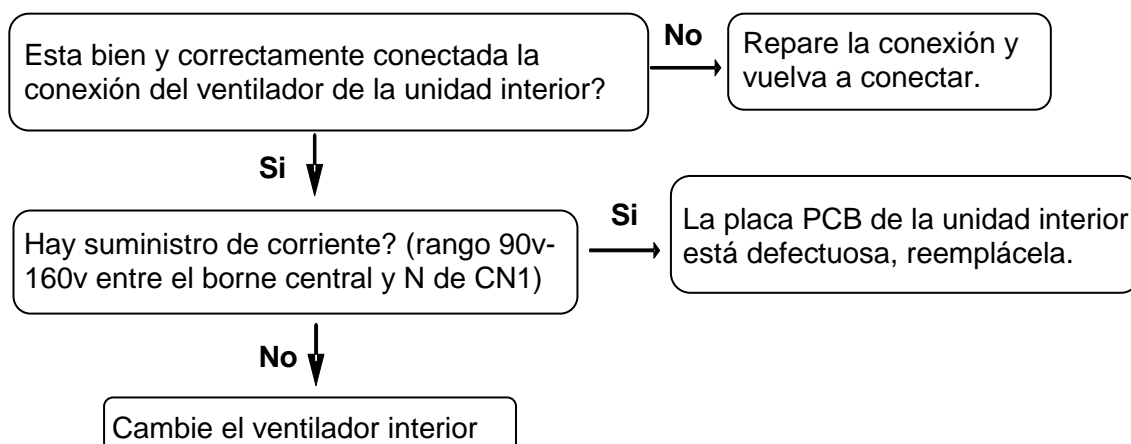 Esta bien y correctamente conectada la
conexión del ventilador de la unidad interior?
No
Repare la conexión y
vuelva a conectar.
Si
Hay suministro de corriente? (rango 90v-
160v entre el borne central y N de CN1)
Si
La placa PCB de la unidad interior
está defectuosa, reemplácela.
No
Cambie el ventilador interior